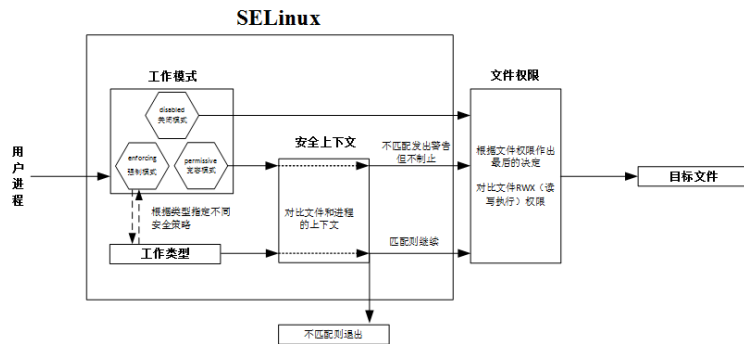 SELinux
工作模式
文件权限
disabled
关闭模式
enforcing
强制模式
permissive
宽容模式
安全上下文
不匹配发出警告
但不制止
用户进程
根据文件权限作出
最后的决定
对比文件RWX（读
写执行）权限
目标文件
根据类型指定不同
安全策略
对比文件和进程
的上下文
工作类型
匹配则继续
不匹配则退出